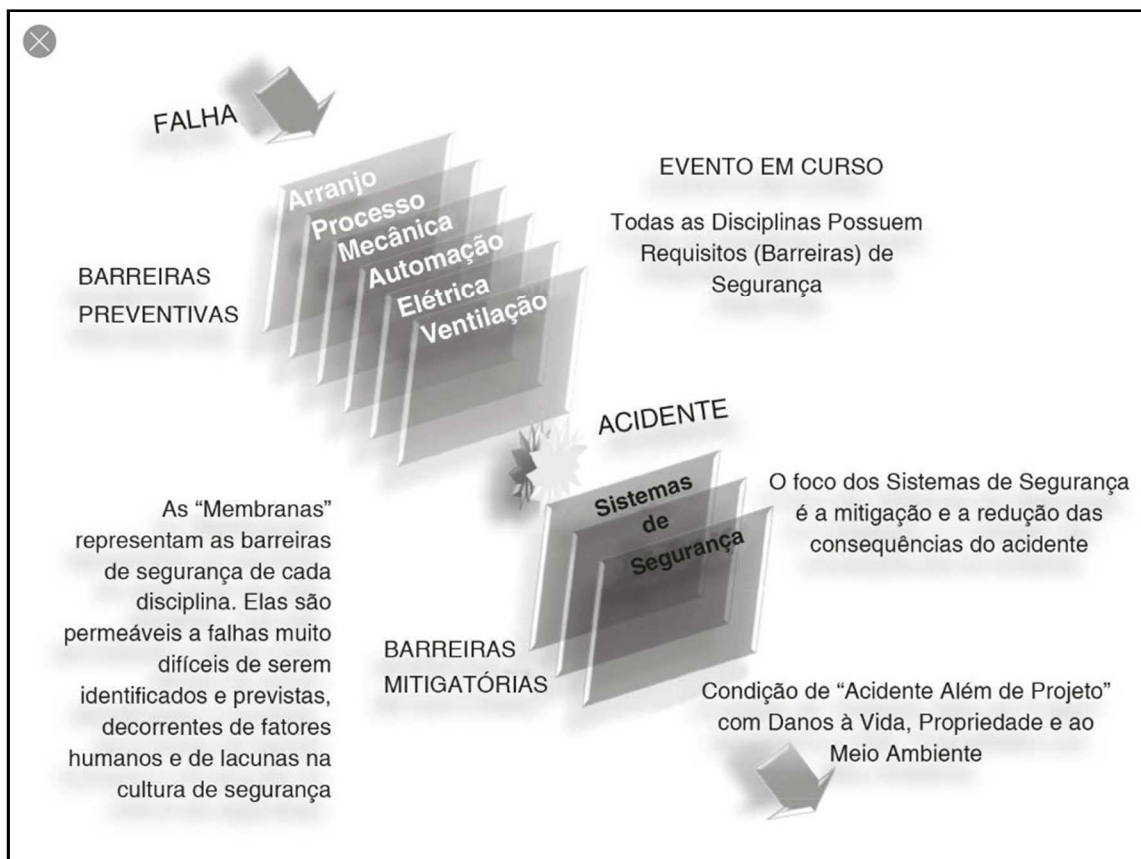 FALHA
Arranjo
Processo
Mecânica
Automação
Elétrica
Ventilação
BARREIRAS
PREVENTIVAS
EVENTO EM CURSO
Todas as Disciplinas Possuem
Requisitos (Barreiras) de
Segurança
ACIDENTE
Sistemas
de
Segurança
O foco dos Sistemas de Segurança
é a mitigação e a redução das
consequências do acidente
As “Membranas”
representam as barreiras
de segurança de cada
disciplina. Elas são
permeáveis a falhas muito
difíceis de serem
identificados e previstas,
decorrentes de fatores
humanos e de lacunas na
cultura de segurança
BARREIRAS
MITIGATÓRIAS
Condição de “Acidente Além de Projeto”
com Danos à Vida, Propriedade e ao
Meio Ambiente